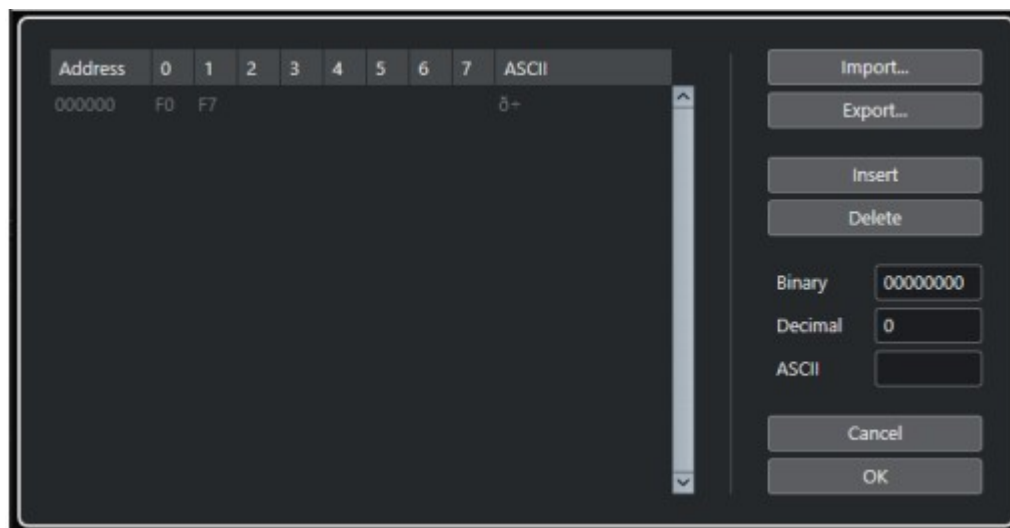 Address 0 1 2 3 4 5 6 7 ASCII
000000 F0 F7 ð÷
Import...
Export...
Insert
Delete
Binary 00000000
Decimal 0
ASCII
Cancel
OK